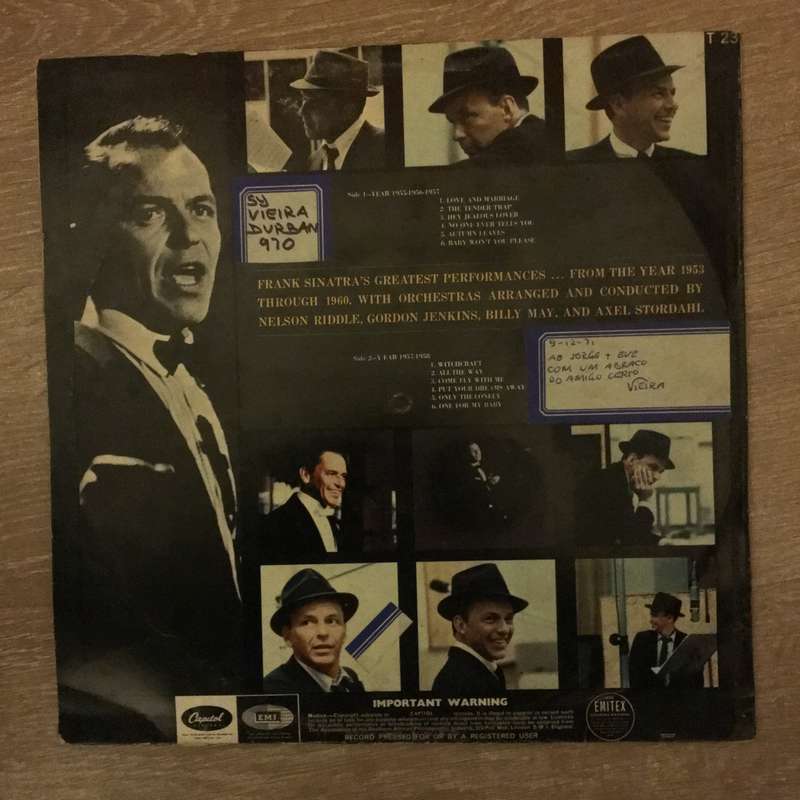 T 23
SY
VIEIRA
DURBAN
970
Side 1—YEAR 1955-1956-1957
1. LOVE AND MARRIAGE
2. THE TENDER TRAP
3. HEY JEALOUS LOVER
4. NO ONE EVER TELLS YOU
5. AUTUMN LEAVES
6. BABY WON'T YOU PLEASE
FRANK SINATRA'S GREATEST PERFORMANCES ... FROM THE YEAR 1953
THROUGH 1960, WITH ORCHESTRAS ARRANGED AND CONDUCTED BY
NELSON RIDDLE, GORDON JENKINS, BILLY MAY, AND AXEL STORDAHL
Side 2—YEAR 1957-1958
1. WITCHCRAFT
2. ALL THE WAY
3. COME FLY WITH ME
4. PUT YOUR DREAMS AWAY
5. ONLY THE LONELY
6. ONE FOR MY BABY
9-12-71
AO JORGE + EVE
COM UM ABRAÇO
DO AMIGO CERTO
VIEIRA
Capitol
EMI
IMPORTANT WARNING
CAPITOL
RECORD PRESSED FOR OR BY A REGISTERED USER
EMITEX